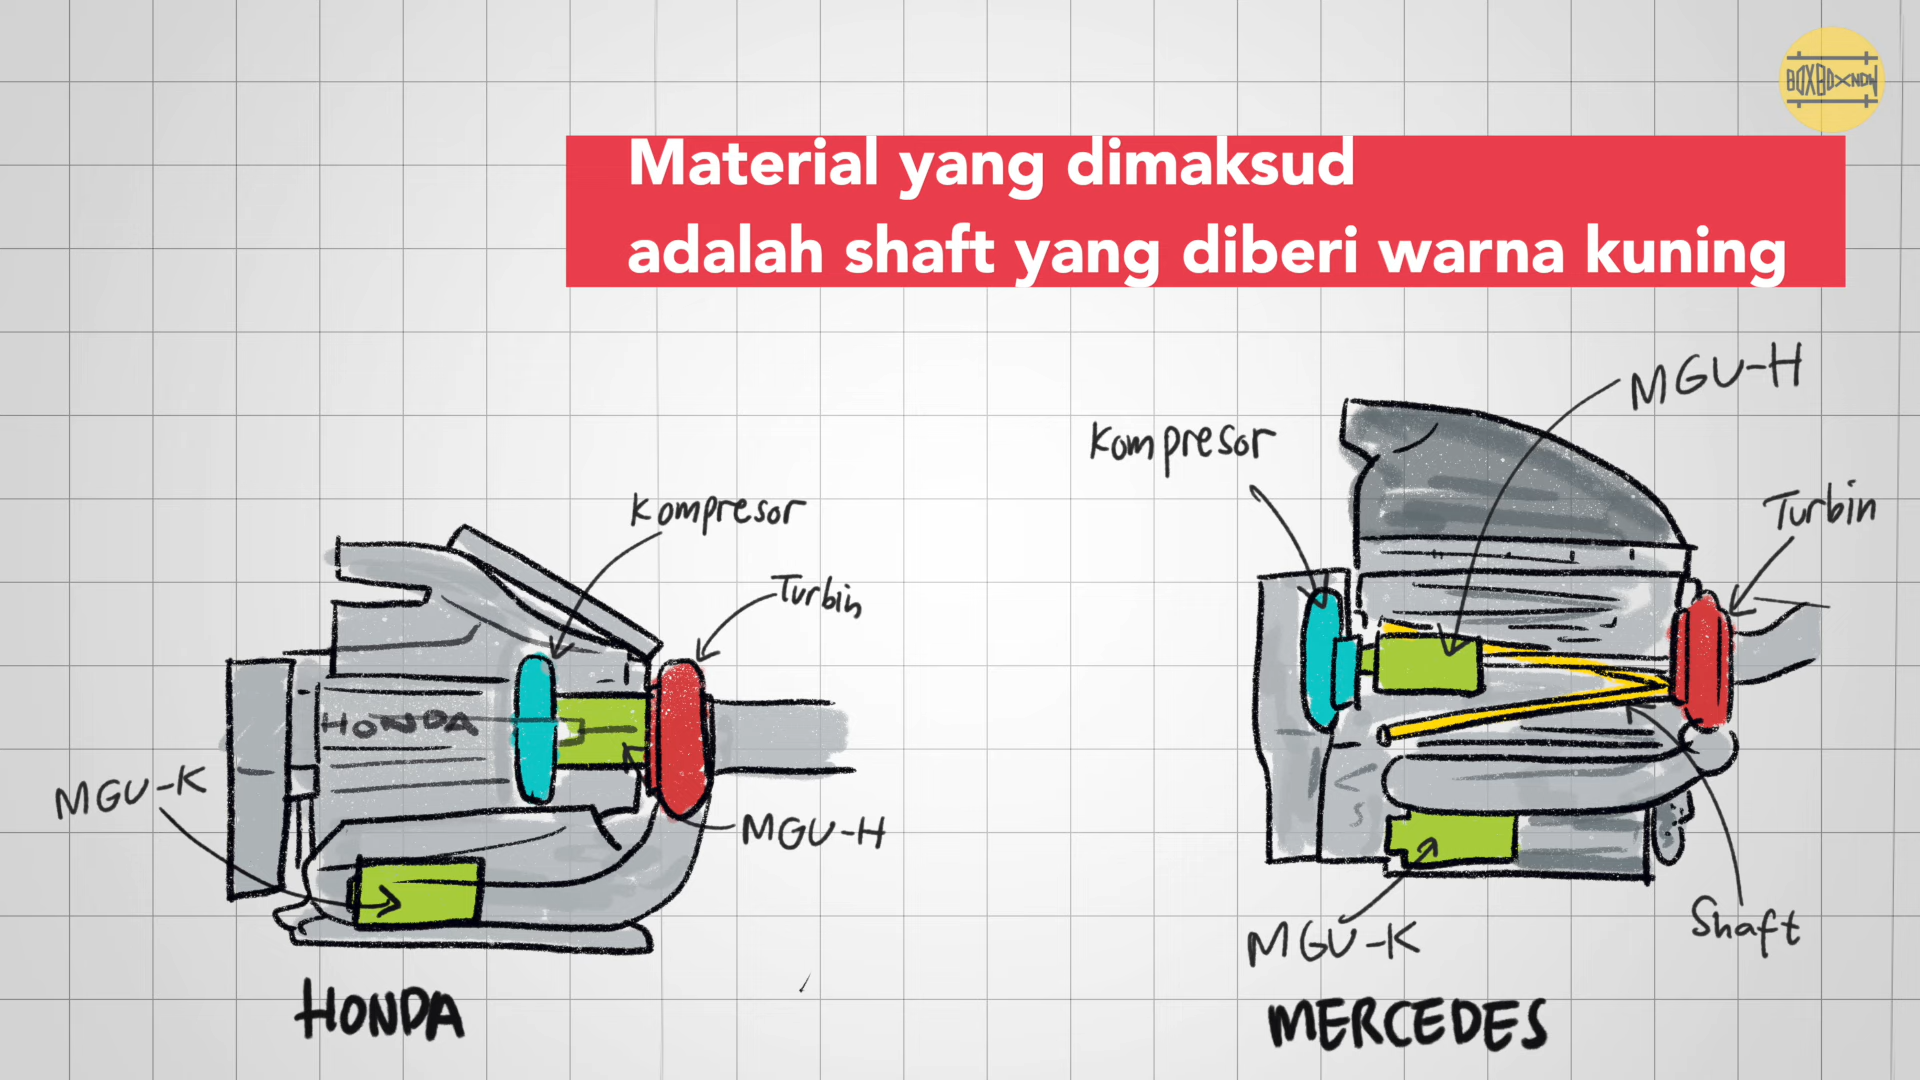 BOXBOXNOW
Material yang dimaksud
adalah shaft yang diberi warna kuning
Kompresor
Turbin
HONDA
MGU-K
MGU-H
HONDA
MGU-H
Kompresor
Turbin
MGU-K
Shaft
MERCEDES